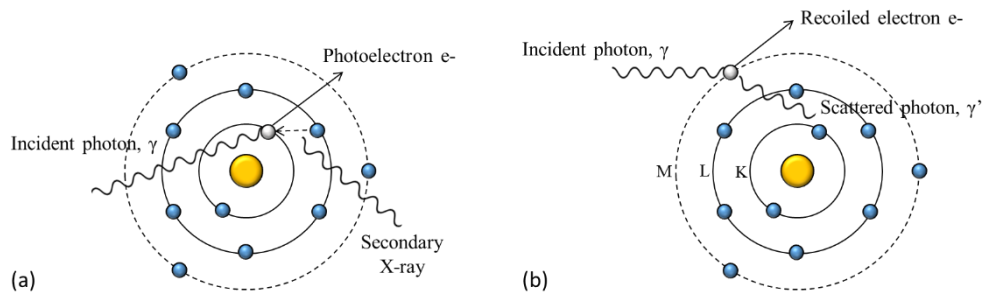 Photoelectron e-
Incident photon, γ
Secondary
X-ray
(a)
Recoiled electron e-
Incident photon, γ
Scattered photon, γ’
M L K
(b)